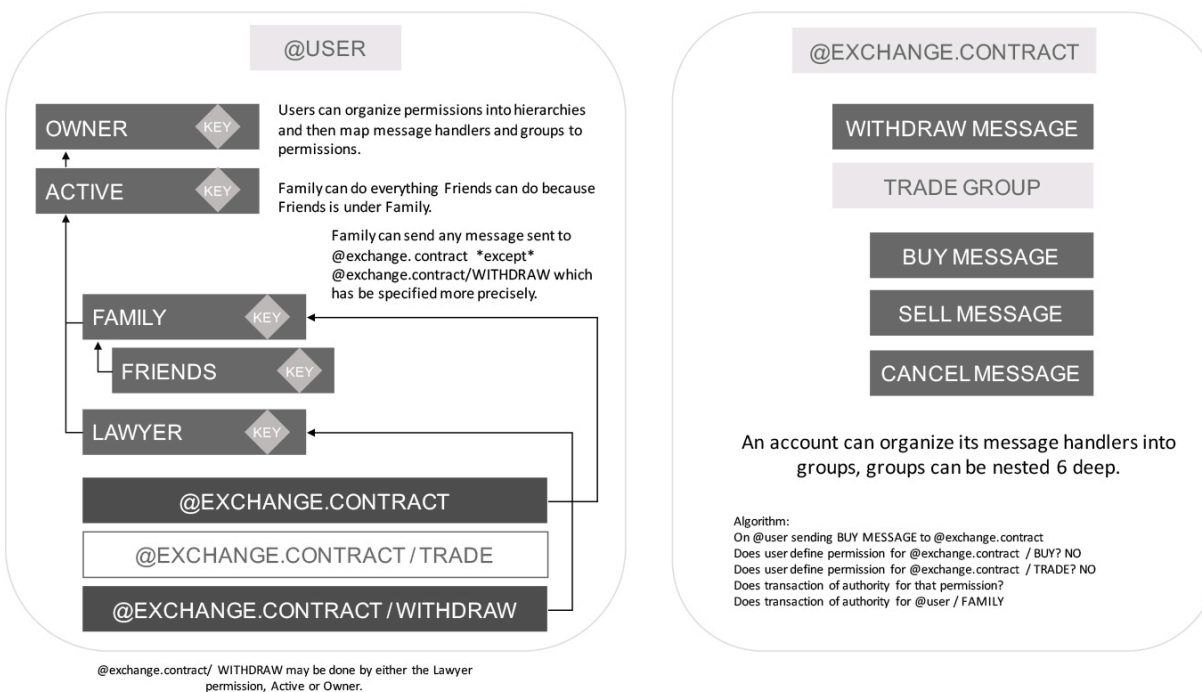 @USER
OWNER
KEY
Users can organize permissions into hierarchies
and then map message handlers and groups to
permissions.
ACTIVE
KEY
Family can do everything Friends can do because
Friends is under Family.
Family can send any message sent to
@exchange. contract *except*
@exchange.contract/WITHDRAW which
has be specified more precisely.
FAMILY
KEY
FRIENDS
KEY
LAWYER
KEY
@EXCHANGE.CONTRACT
@EXCHANGE.CONTRACT / TRADE
@EXCHANGE.CONTRACT / WITHDRAW
@exchange.contract/ WITHDRAW may be done by either the Lawyer
permission, Active or Owner.
@EXCHANGE.CONTRACT
WITHDRAW MESSAGE
TRADE GROUP
BUY MESSAGE
SELL MESSAGE
CANCEL MESSAGE
An account can organize its message handlers into
groups, groups can be nested 6 deep.
Algorithm:
On @user sending BUY MESSAGE to @exchange.contract
Does user define permission for @exchange.contract / BUY? NO
Does user define permission for @exchange.contract / TRADE? NO
Does transaction of authority for that permission?
Does transaction of authority for @user / FAMILY